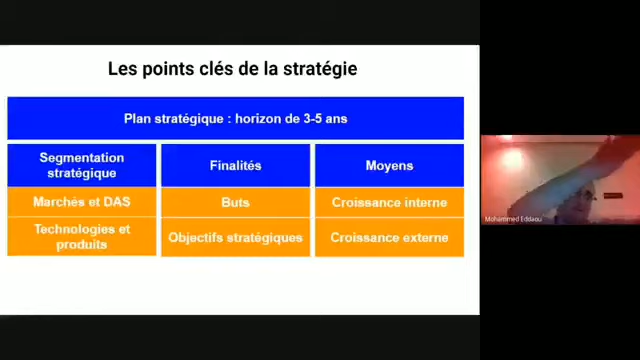 Les points clés de la stratégie
Plan stratégique : horizon de 3-5 ans
Segmentation
stratégique
Finalités
Moyens
Marchés et DAS
Buts
Croissance interne
Technologies et
produits
Objectifs stratégiques
Croissance externe
Mohammed Eddaou